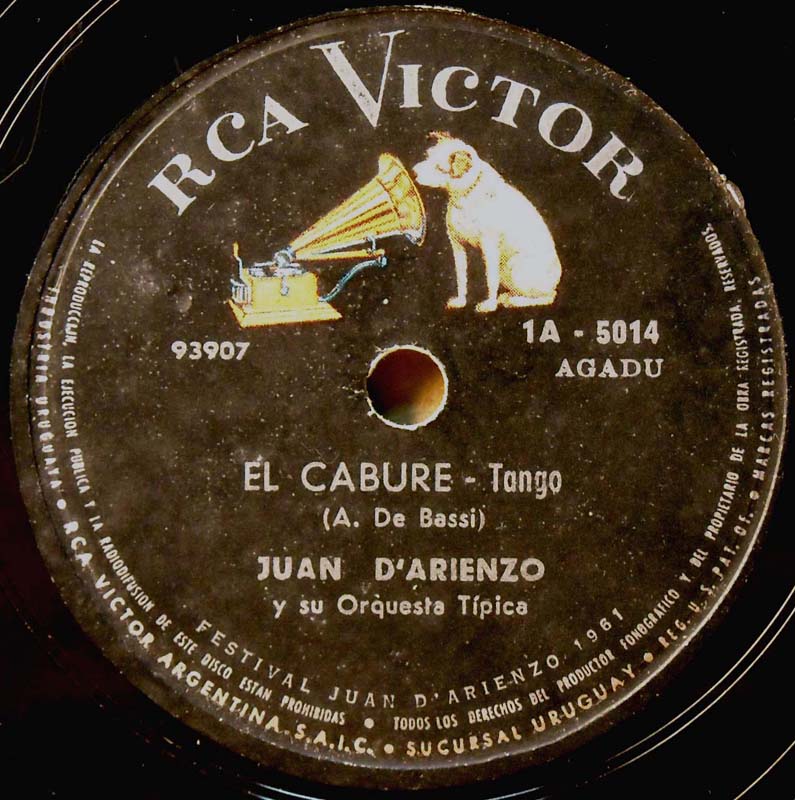 RCA VICTOR
93907
1A - 5014
AGADU
EL CABURE - Tango
(A. De Bassi)
JUAN D'ARIENZO
y su Orquesta Típica
FESTIVAL JUAN D'ARIENZO 1961
LA REPRODUCCION, LA EJECUCION PUBLICA Y LA RADIODIFUSION DE ESTE DISCO ESTAN PROHIBIDAS • TODOS LOS DERECHOS DEL PRODUCTOR FONOGRAFICO Y DEL PROPIETARIO DE LA OBRA REGISTRADA, RESERVADOS.
INDUSTRIA URUGUAYA • RCA VICTOR ARGENTINA S.A.I.C. • SUCURSAL URUGUAY • REG. U. S. PAT. OF. • MARCAS REGISTRADAS